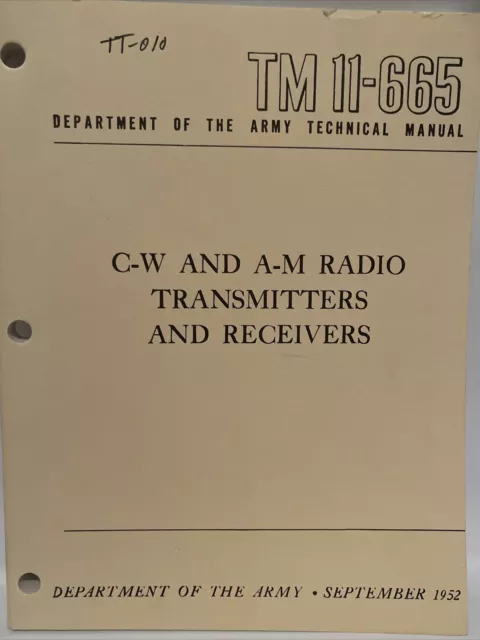 TT-010
TM 11-665
DEPARTMENT OF THE ARMY TECHNICAL MANUAL
C-W AND A-M RADIO
TRANSMITTERS
AND RECEIVERS
DEPARTMENT OF THE ARMY • SEPTEMBER 1952